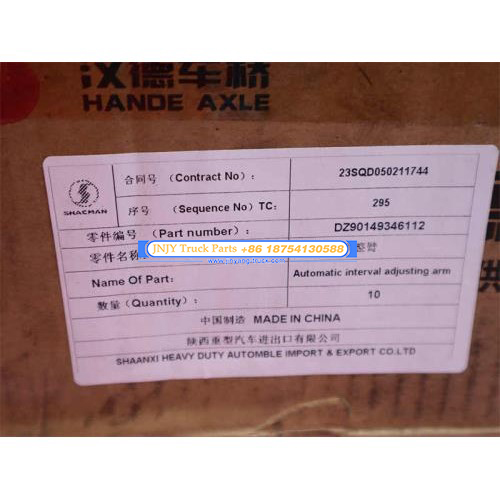 汉德车桥
HANDE AXLE
SHACMAN
合同号 (Contract No) : 23SQD050211744
序号 (Sequence No) TC: 295
零件编号 (Part number): DZ90149346112
零件名称
JNJY Truck Parts +86 18754130588
Name Of Part: Automatic interval adjusting arm
数量 (Quantity): 10
中国制造 MADE IN CHINA
陕西重型汽车进出口有限公司
SHAANXI HEAVY DUTY AUTOMBLE IMPORT & EXPORT CO.LTD
供